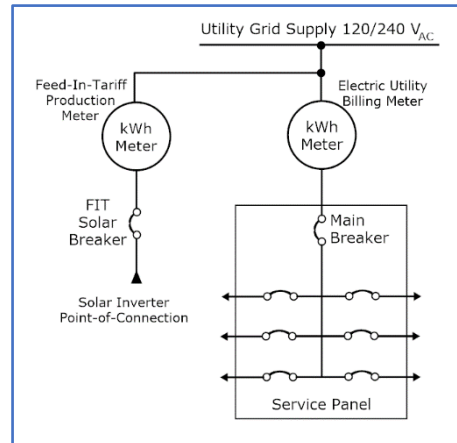 Utility Grid Supply 120/240 VAC
Feed-In-Tariff
Production
Meter
Electric Utility
Billing Meter
kWh
Meter
kWh
Meter
FIT
Solar
Breaker
Main
Breaker
Solar Inverter
Point-of-Connection
Service Panel